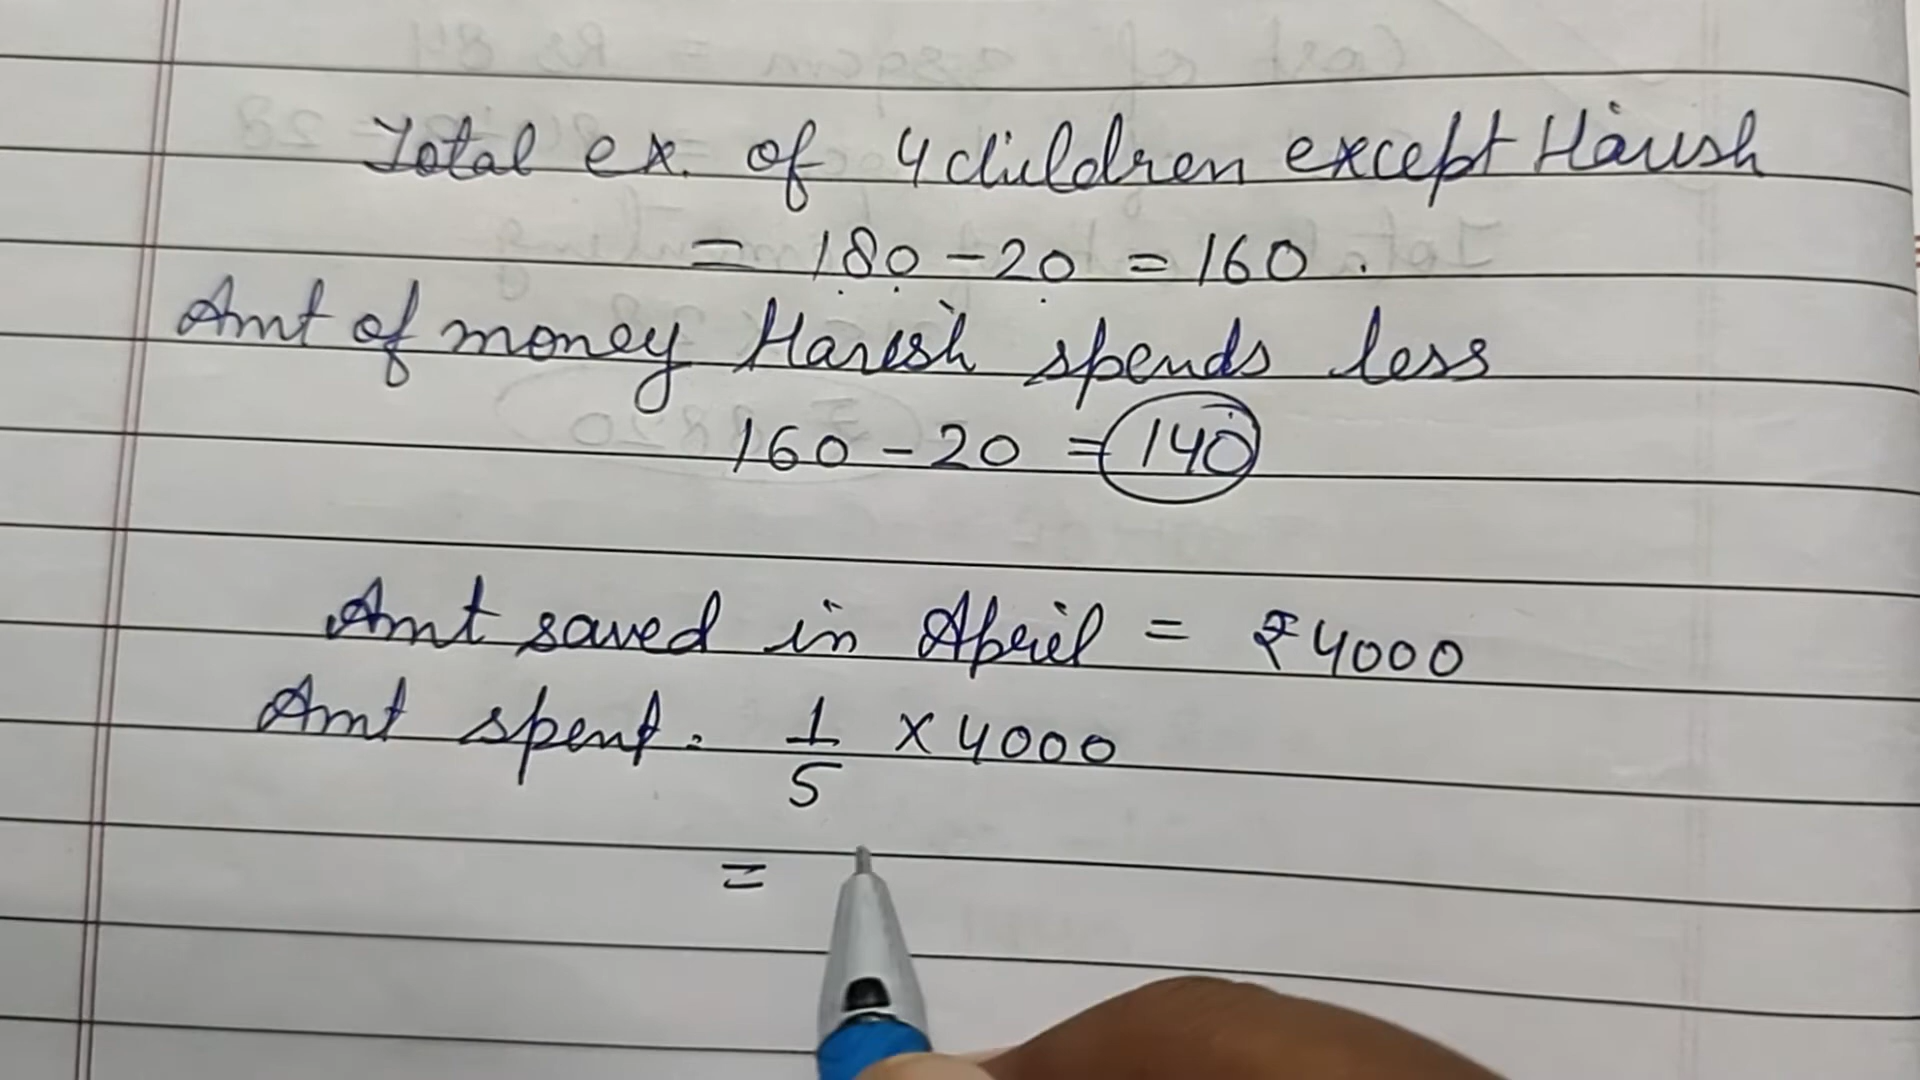 Total ex. of 4 children except Harish
= 180 - 20 = 160.
Amt of money Harish spends less
160 - 20 = 140
Amt saved in April = ₹4000
Amt spent = 1/5 × 4000
=